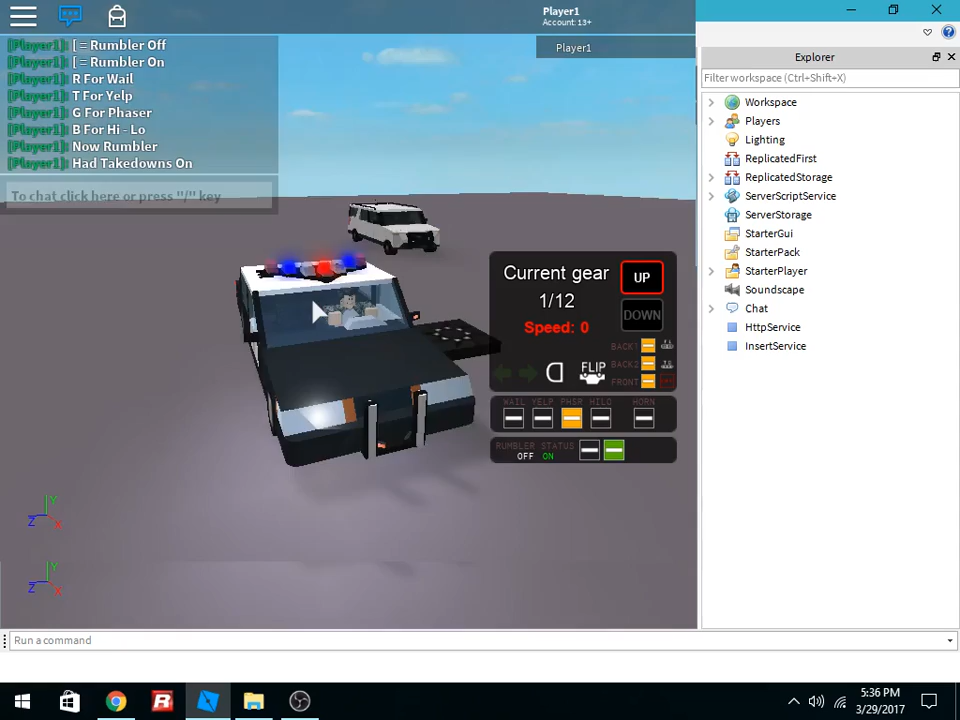 Player1
Account: 13+
Player1
[Player1]: [ = Rumbler Off
[Player1]: [ = Rumbler On
[Player1]: R For Wail
[Player1]: T For Yelp
[Player1]: G For Phaser
[Player1]: B For Hi - Lo
[Player1]: Now Rumbler
[Player1]: Had Takedowns On
To chat click here or press "/" key
Current gear
1/12
Speed: 0
UP
DOWN
BACK2
FRONT
FLIP
WAIL YELP PHSR HILO HORN
RUMBLER STATUS
OFF ON
Y
Z X
Y
Z X
Explorer
Filter workspace (Ctrl+Shift+X)
Workspace
Players
Lighting
ReplicatedFirst
ReplicatedStorage
ServerScriptService
ServerStorage
StarterGui
StarterPack
StarterPlayer
Soundscape
Chat
HttpService
InsertService
Run a command
5:36 PM
3/29/2017